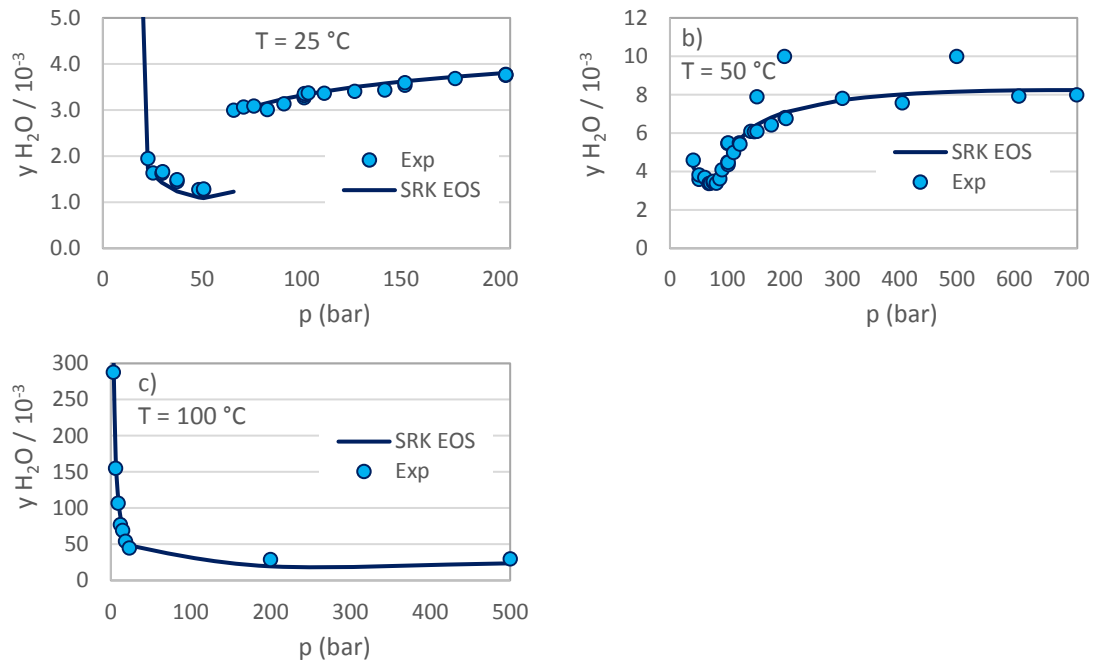 5.0
4.0
3.0
2.0
1.0
0.0
y H₂O / 10⁻³
T = 25 °C
Exp
SRK EOS
0 50 100 150 200
p (bar)
12
10
8
6
4
2
0
y H₂O / 10⁻³
b)
T = 50 °C
SRK EOS
Exp
0 100 200 300 400 500 600 700
p (bar)
300
250
200
150
100
50
0
y H₂O / 10⁻³
c)
T = 100 °C
SRK EOS
Exp
0 100 200 300 400 500
p (bar)